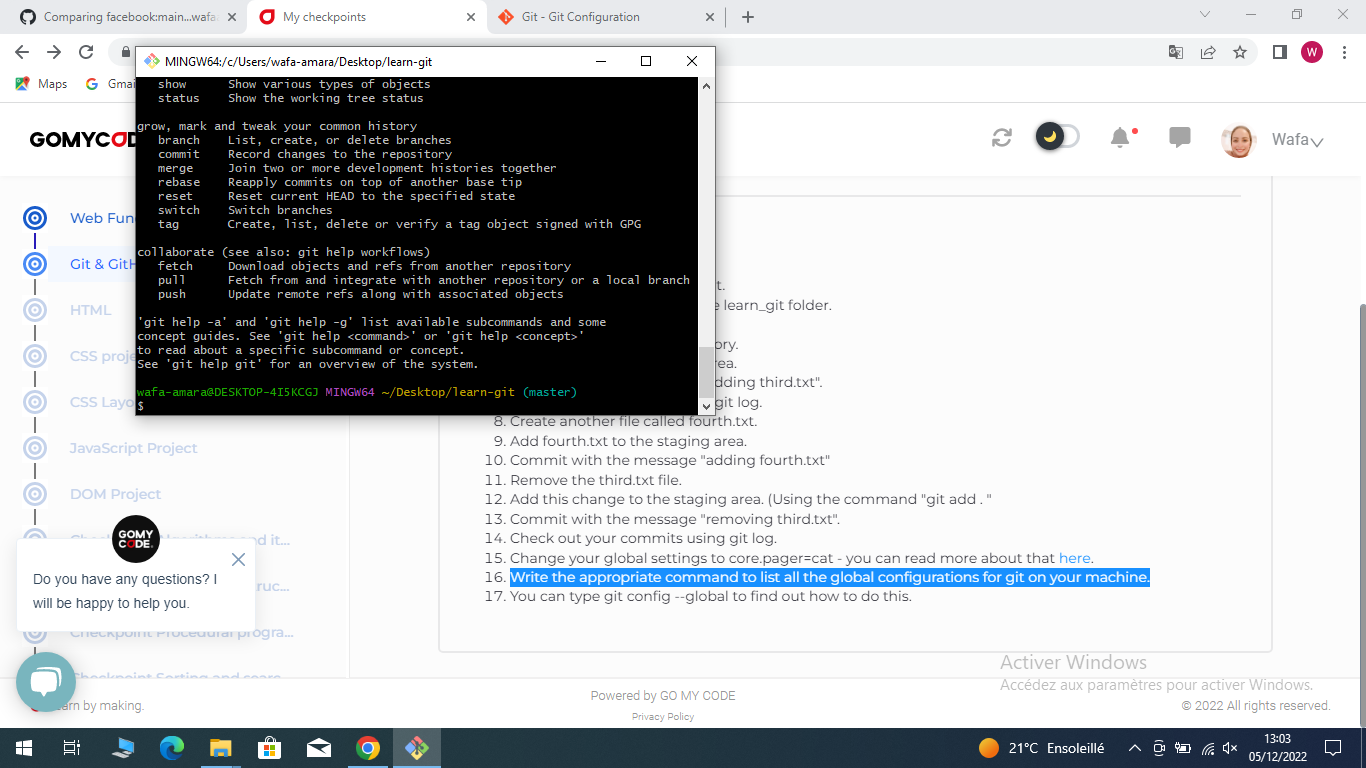 Comparing facebook:main...wafa
My checkpoints
Git - Git Configuration
W
Maps
Gmai
MINGW64:/c/Users/wafa-amara/Desktop/learn-git
show Show various types of objects
status Show the working tree status
grow, mark and tweak your common history
branch List, create, or delete branches
commit Record changes to the repository
merge Join two or more development histories together
rebase Reapply commits on top of another base tip
reset Reset current HEAD to the specified state
switch Switch branches
tag Create, list, delete or verify a tag object signed with GPG
collaborate (see also: git help workflows)
fetch Download objects and refs from another repository
pull Fetch from and integrate with another repository or a local branch
push Update remote refs along with associated objects
'git help -a' and 'git help -g' list available subcommands and some
concept guides. See 'git help <command>' or 'git help <concept>'
to read about a specific subcommand or concept.
See 'git help git' for an overview of the system.
wafa-amara@DESKTOP-4I5KCGJ MINGW64 ~/Desktop/learn-git (master)
$
GOMYCOD
Wafa
Web Fun
Git & GitH
HTML
CSS proje
CSS Layo
JavaScript Project
DOM Project
t.
e learn_git folder.
ory.
rea.
dding third.txt".
git log.
8. Create another file called fourth.txt.
9. Add fourth.txt to the staging area.
10. Commit with the message "adding fourth.txt"
11. Remove the third.txt file.
12. Add this change to the staging area. (Using the command "git add . "
13. Commit with the message "removing third.txt".
14. Check out your commits using git log.
15. Change your global settings to core.pager=cat - you can read more about that here.
16. Write the appropriate command to list all the global configurations for git on your machine.
17. You can type git config --global to find out how to do this.
GOMY
CODE.
Do you have any questions? I
will be happy to help you.
and it...
ruc...
Checkpoint Procedural progra...
Checkpoint Sorting and searc...
Activer Windows
Accédez aux paramètres pour activer Windows.
earn by making.
Powered by GO MY CODE
Privacy Policy
© 2022 All rights reserved.
21°C Ensoleillé
13:03
05/12/2022